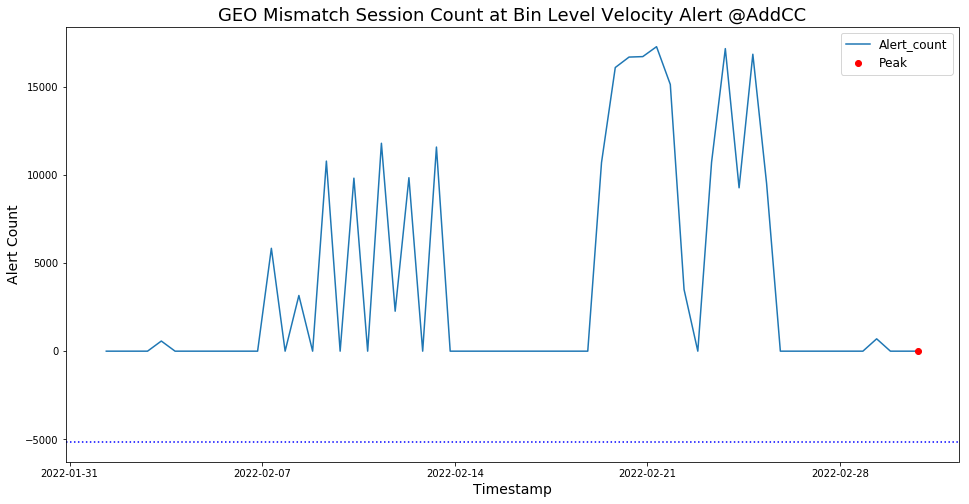 GEO Mismatch Session Count at Bin Level Velocity Alert @AddCC
Alert_count
Peak
15000
10000
5000
0
−5000
Alert Count
2022-01-31
2022-02-07
2022-02-14
2022-02-21
2022-02-28
Timestamp